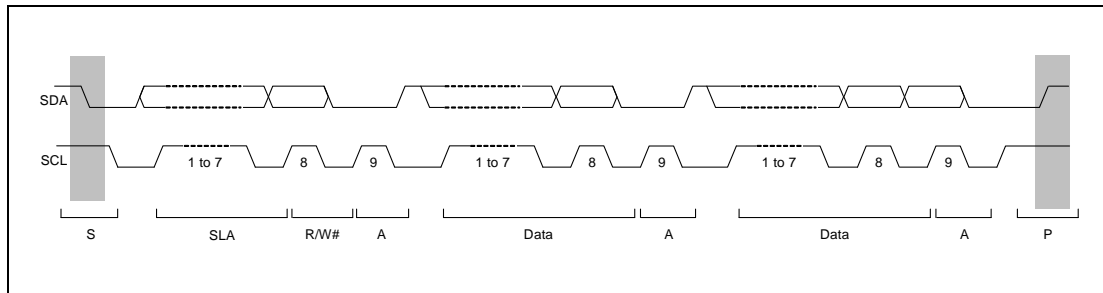 SDA
SCL
1 to 7 8 9 1 to 7 8 9 1 to 7 8 9
S SLA R/W# A Data A Data A P